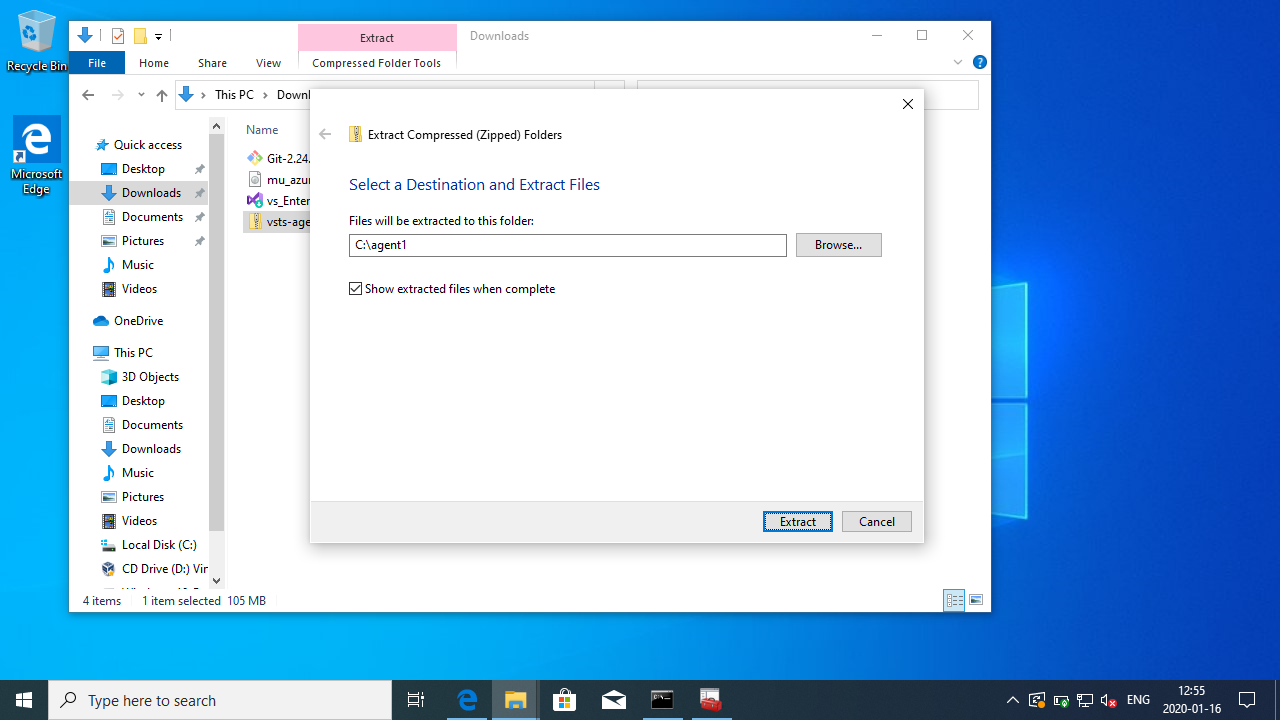 Recycle Bin
Microsoft
Edge
Extract
Downloads
File
Home
Share
View
Compressed Folder Tools
This PC
Name
Quick access
Desktop
Downloads
Documents
Pictures
Music
Videos
OneDrive
This PC
3D Objects
Desktop
Documents
Downloads
Music
Pictures
Videos
Local Disk (C:)
CD Drive (D:) Vir
Git-2.24.
mu_azur
vs_Enter
vsts-age
Extract Compressed (Zipped) Folders
Select a Destination and Extract Files
Files will be extracted to this folder:
C:\agent1
Browse...
Show extracted files when complete
Extract
Cancel
4 items
1 item selected 105 MB
Type here to search
ENG
12:55
2020-01-16